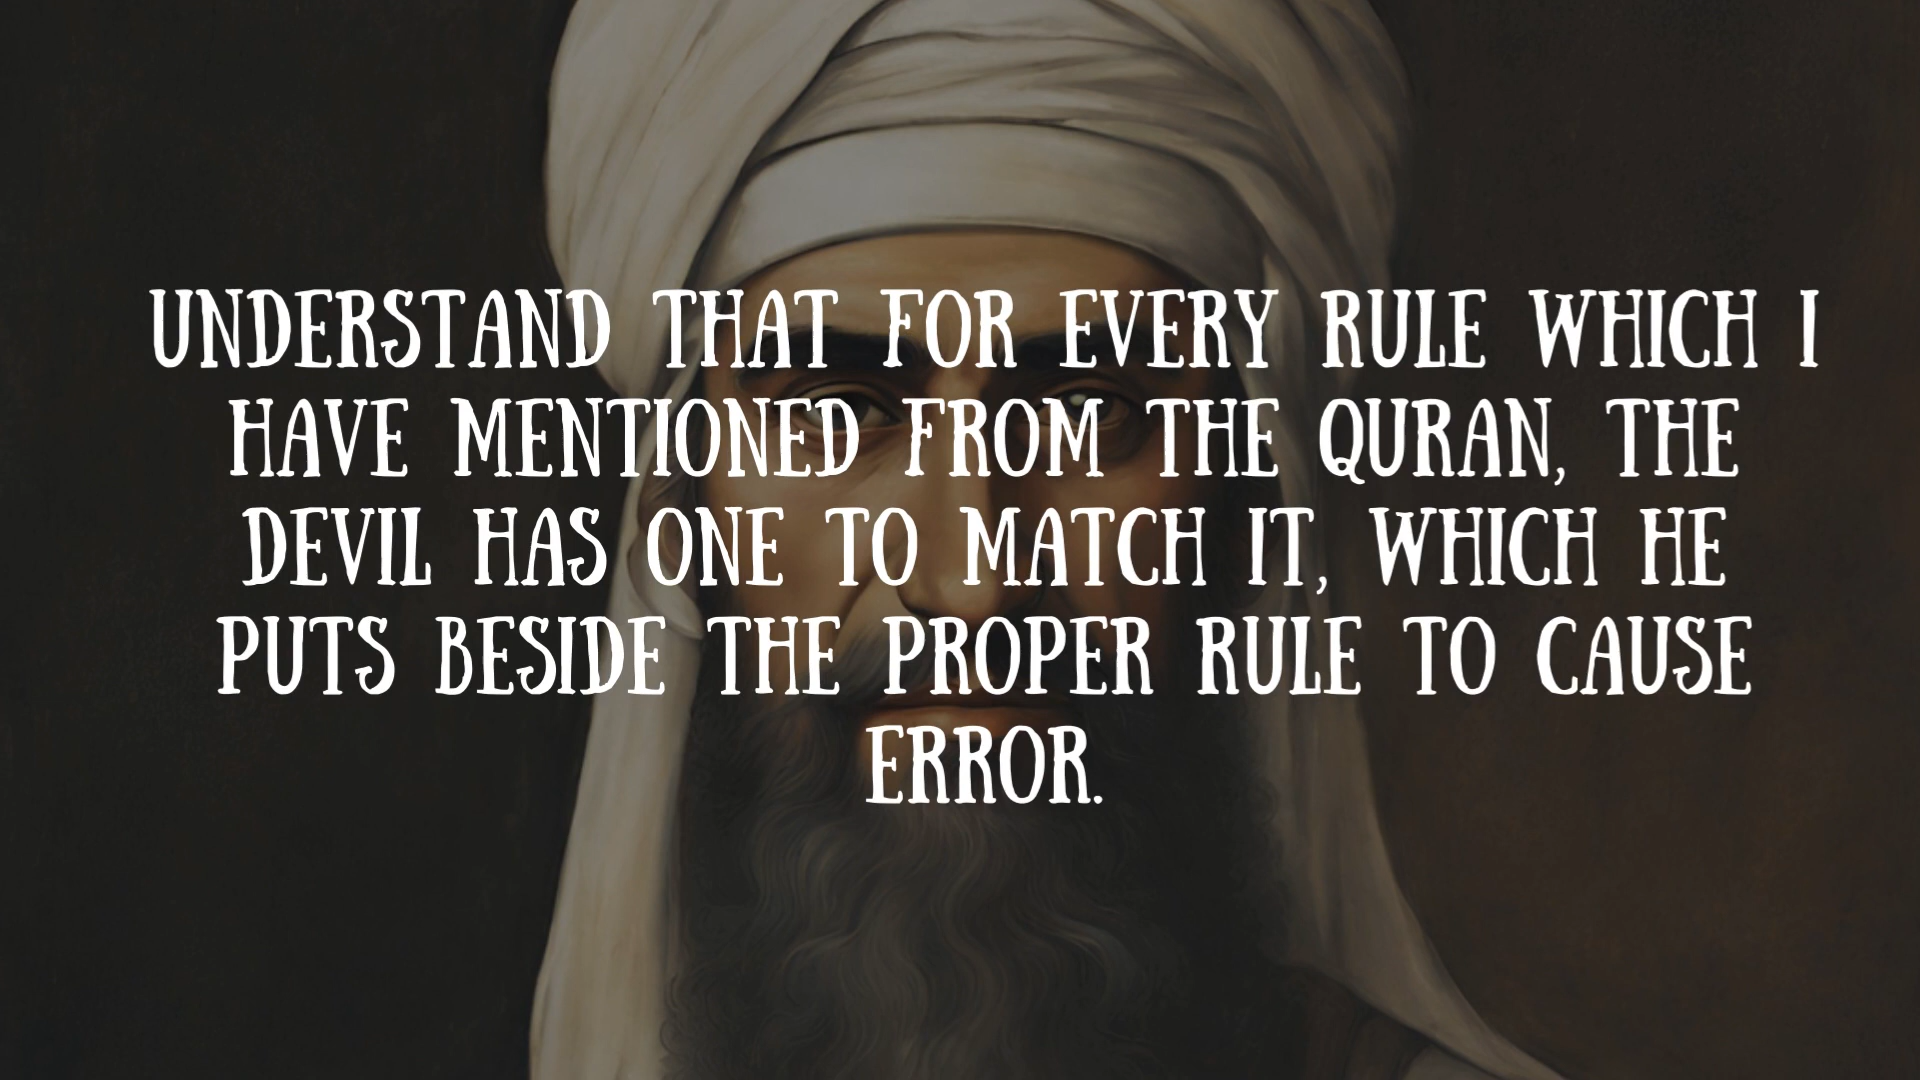 UNDERSTAND THAT FOR EVERY RULE WHICH I
HAVE MENTIONED FROM THE QURAN, THE
DEVIL HAS ONE TO MATCH IT, WHICH HE
PUTS BESIDE THE PROPER RULE TO CAUSE
ERROR.